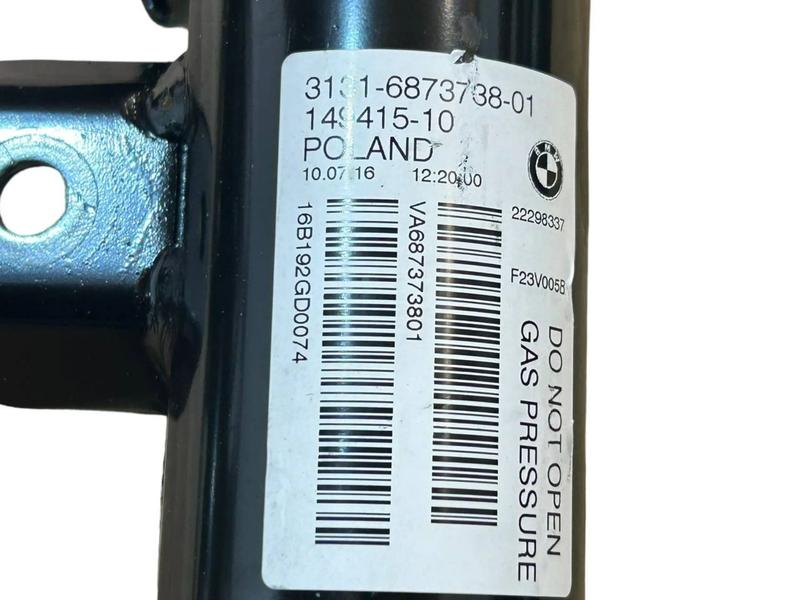 3131-6873738-01
149415-10
POLAND
10.07.16 12:20:00
BMW
22298337
F23V005B
16B192GD0074
VA687373801
DO NOT OPEN
GAS PRESSURE